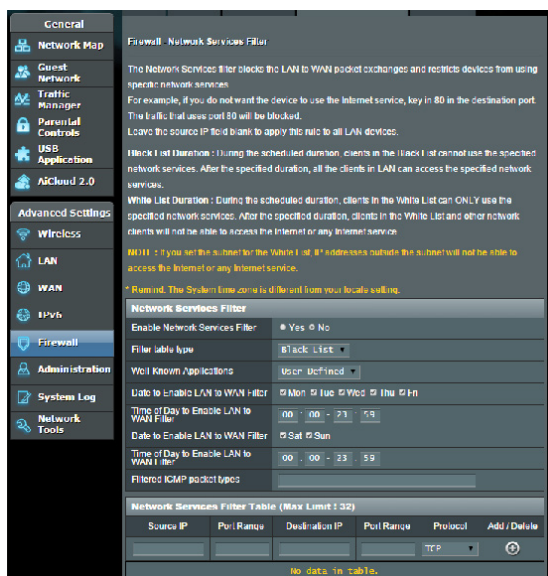 General
Network Map
Guest
Network
Traffic
Manager
Parental
Controls
USB
Application
AiCloud 2.0
Advanced Settings
Wireless
LAN
WAN
IPv6
Firewall
Administration
System Log
Network
Tools
Firewall - Network Services Filter
The Network Services filter blocks the LAN to WAN packet exchanges and restricts devices from using
specific network services.
For example, if you do not want the device to use the Internet service, key in 80 in the destination port.
The traffic that uses port 80 will be blocked.
Leave the source IP field blank to apply this rule to all LAN devices.
Black List Duration : During the scheduled duration, clients in the Black List cannot use the specified
network services. After the specified duration, all the clients in LAN can access the specified network
services.
White List Duration : During the scheduled duration, clients in the White List can ONLY use the
specified network services. After the specified duration, clients in the White List and other network
clients will not be able to access the Internet or any Internet service.
NOTE : If you set the subnet for the White List, IP addresses outside the subnet will not be able to
access the Internet or any Internet service.
* Remind: The System time zone is different from your locale setting.
Network Services Filter
Enable Network Services Filter Yes No
Filter table type Black List
Well Known Applications User Defined
Date to Enable LAN to WAN Filter Mon Tue Wed Thu Fri
Time of Day to Enable LAN to
WAN Filter 00 : 00 - 23 : 59
Date to Enable LAN to WAN Filter Sat Sun
Time of Day to Enable LAN to
WAN Filter 00 : 00 - 23 : 59
Filtered ICMP packet types
Network Services Filter Table (Max Limit : 32)
Source IP Port Range Destination IP Port Range Protocol Add / Delete
TCP
No data in table.